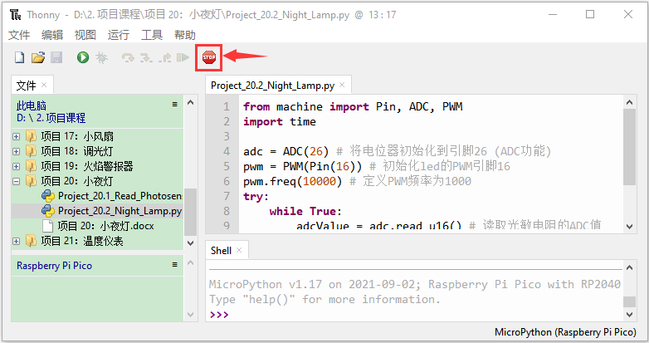 Thonny - D:\2. 项目课程\项目 20：小夜灯\Project_20.2_Night_Lamp.py @ 13 : 17
文件 编辑 视图 运行 工具 帮助
STOP
文件
此电脑
D: \ 2. 项目课程
项目 17：小风扇
项目 18：调光灯
项目 19：火焰警报器
项目 20：小夜灯
Project_20.1_Read_Photosens
Project_20.2_Night_Lamp.py
项目 20：小夜灯.docx
项目 21：温度仪表
Raspberry Pi Pico
Project_20.2_Night_Lamp.py
1 from machine import Pin, ADC, PWM
2 import time
3
4 adc = ADC(26) # 将电位器初始化到引脚26 (ADC功能)
5 pwm = PWM(Pin(16)) # 初始化led的PWM引脚16
6 pwm.freq(10000) # 定义PWM频率为1000
7 try:
8 while True:
9 adcValue = adc.read_u16() # 读取光敏电阻的ADC值
Shell
MicroPython v1.17 on 2021-09-02; Raspberry Pi Pico with RP2040
Type "help()" for more information.
>>>
MicroPython (Raspberry Pi Pico)